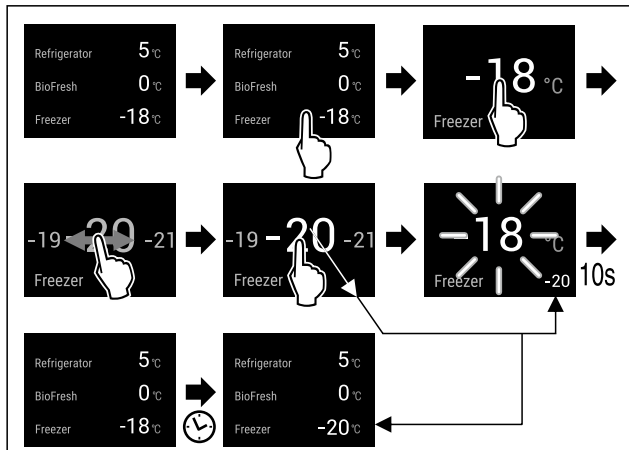 Refrigerator 5 °C
BioFresh 0 °C
Freezer -18 °C
Refrigerator 5 °C
BioFresh 0 °C
Freezer -18 °C
-18 °C
Freezer
-19 -20 -21
Freezer
-19 -20 -21
Freezer
-18 °C
Freezer -20
10s
Refrigerator 5 °C
BioFresh 0 °C
Freezer -18 °C
Refrigerator 5 °C
BioFresh 0 °C
Freezer -20 °C